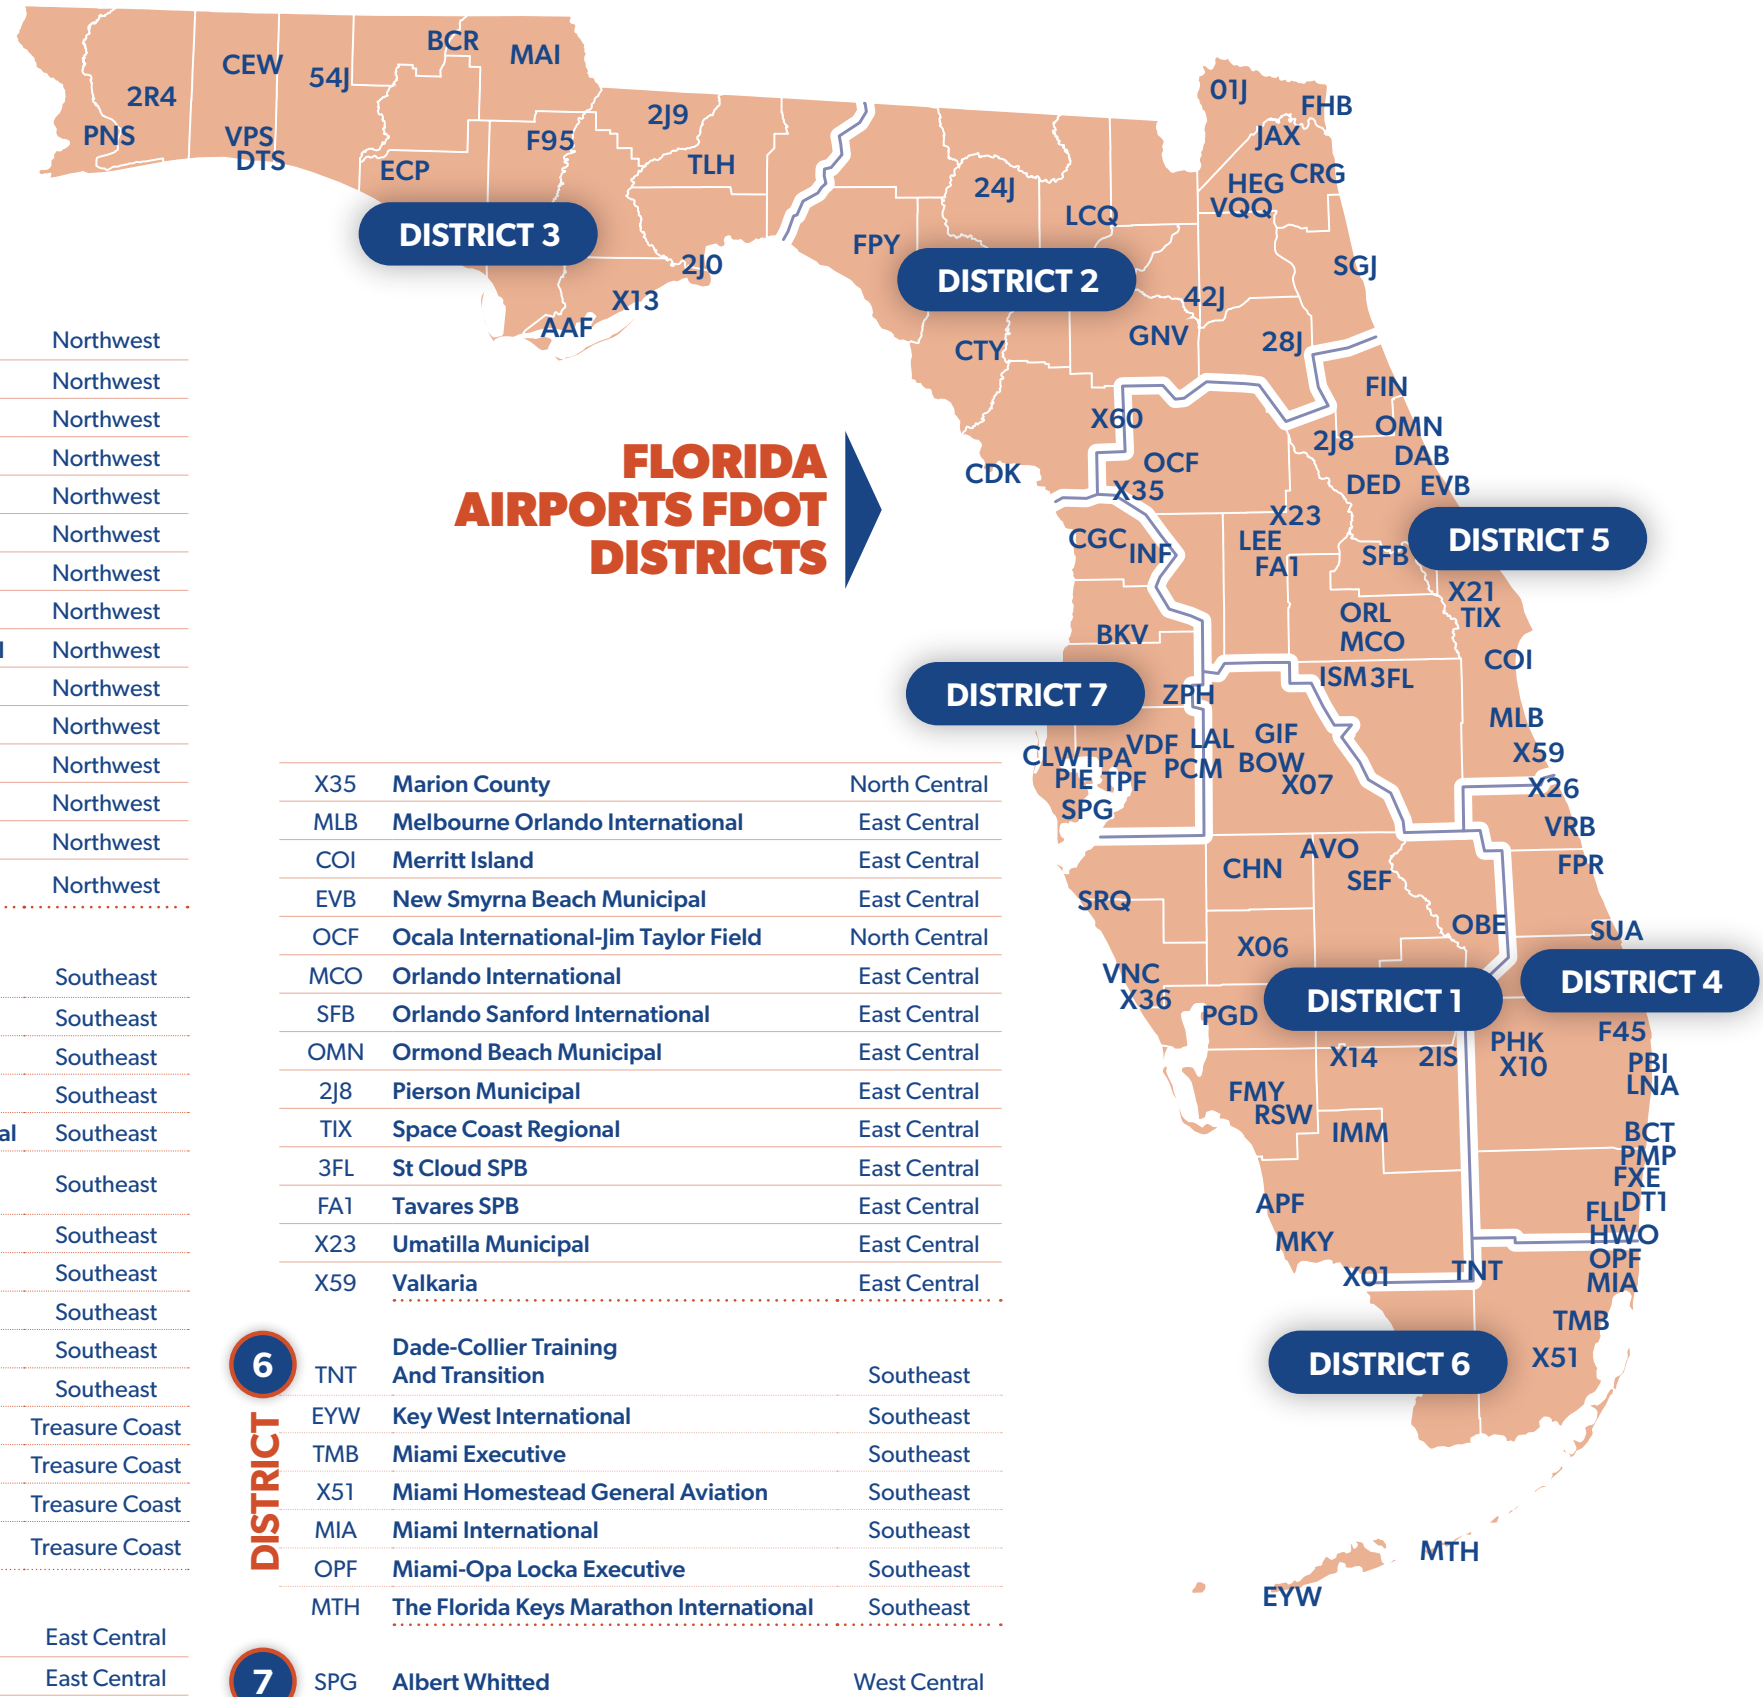 BCR
MAI
CEW
54J
2R4
PNS
VPS
DTS
2J9
F95
TLH
ECP
DISTRICT 3
2J0
X13
AAF
01J
FHB
JAX
CRG
HEG
VQQ
24J
LCQ
FPY
DISTRICT 2
SGJ
42J
GNV
28J
CTY
FIN
X60
OMN
2J8
DAB
CDK
OCF
DED
EVB
X35
X23
DISTRICT 5
CGC
INF
LEE
FA1
SFB
X21
TIX
ORL
MCO
BKV
COI
ISM
3FL
DISTRICT 7
ZPH
MLB
GIF
VDF
LAL
CLW
TPA
X59
BOW
PCM
PIE
TPF
X07
X26
SPG
VRB
AVO
CHN
FPR
SEF
SRQ
OBE
SUA
X06
VNC
DISTRICT 4
X36
DISTRICT 1
PGD
F45
PHK
X14
2IS
X10
PBI
LNA
FMY
RSW
IMM
BCT
PMP
FXE
APF
DT1
FLL
HWO
MKY
OPF
X01
TNT
MIA
TMB
DISTRICT 6
X51
MTH
EYW
FLORIDA
AIRPORTS FDOT
DISTRICTS
Northwest
Northwest
Northwest
Northwest
Northwest
Northwest
Northwest
Northwest
l Northwest
Northwest
Northwest
Northwest
Northwest
Northwest
Northwest
Southeast
Southeast
Southeast
Southeast
al Southeast
Southeast
Southeast
Southeast
Southeast
Southeast
Southeast
Treasure Coast
Treasure Coast
Treasure Coast
Treasure Coast
East Central
East Central
X35 Marion County North Central
MLB Melbourne Orlando International East Central
COI Merritt Island East Central
EVB New Smyrna Beach Municipal East Central
OCF Ocala International-Jim Taylor Field North Central
MCO Orlando International East Central
SFB Orlando Sanford International East Central
OMN Ormond Beach Municipal East Central
2J8 Pierson Municipal East Central
TIX Space Coast Regional East Central
3FL St Cloud SPB East Central
FA1 Tavares SPB East Central
X23 Umatilla Municipal East Central
X59 Valkaria East Central
6
DISTRICT
Dade-Collier Training
TNT And Transition Southeast
EYW Key West International Southeast
TMB Miami Executive Southeast
X51 Miami Homestead General Aviation Southeast
MIA Miami International Southeast
OPF Miami-Opa Locka Executive Southeast
MTH The Florida Keys Marathon International Southeast
7 SPG Albert Whitted West Central